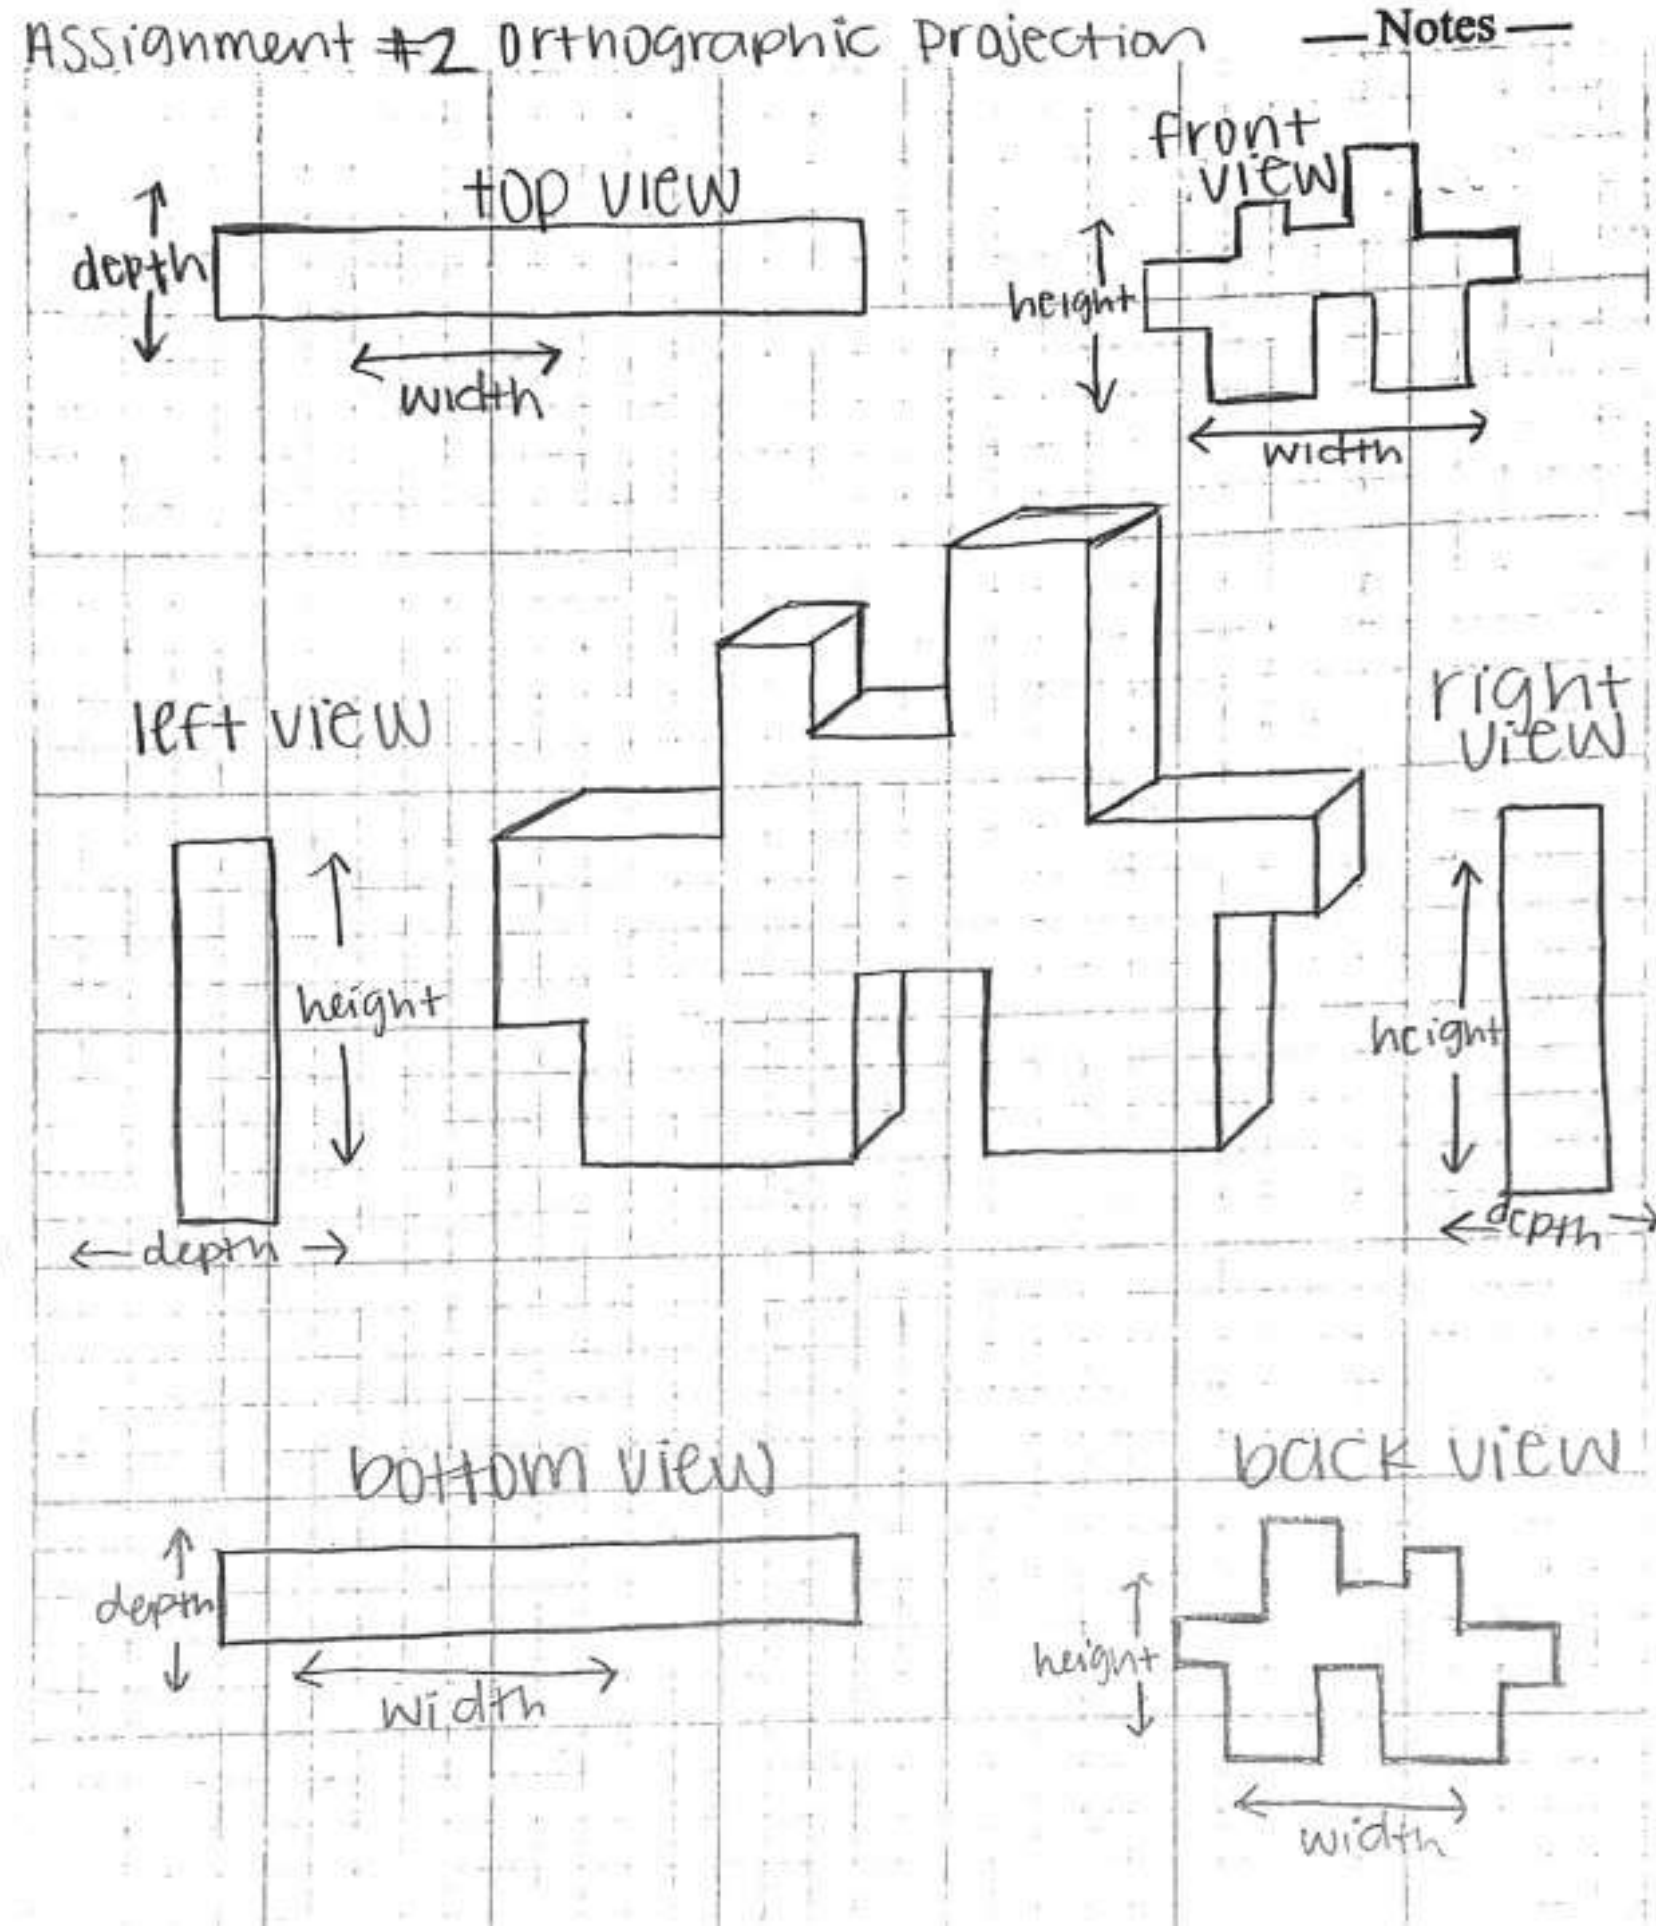 Assignment #2 Orthographic Projection
Notes
front
view
top view
depth
height
width
width
left view
right
view
height
height
depth
depth
bottom view
back view
depth
height
width
width